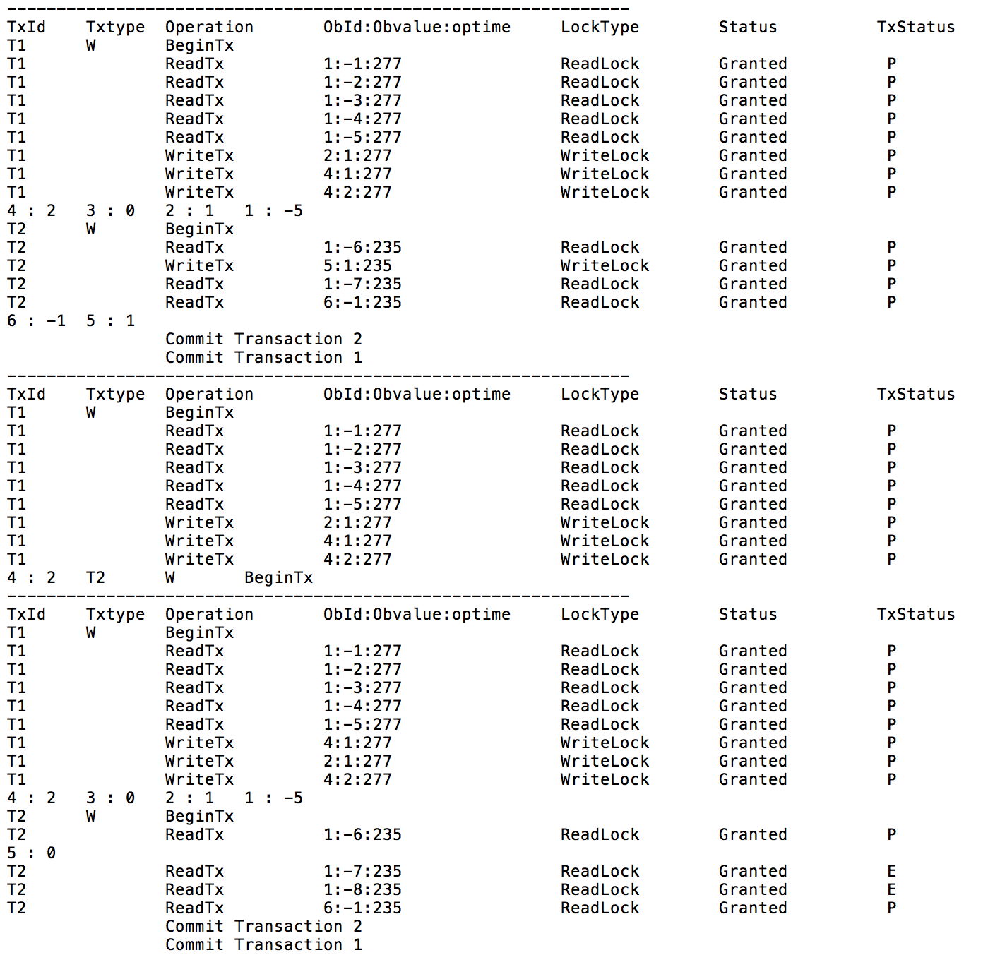 ---------------------------------------------------------------
TxId    Txtype  Operation       ObId:Obvalue:optime     LockType        Status          TxStatus
T1      W       BeginTx
T1              ReadTx          1:-1:277                ReadLock        Granted          P
T1              ReadTx          1:-2:277                ReadLock        Granted          P
T1              ReadTx          1:-3:277                ReadLock        Granted          P
T1              ReadTx          1:-4:277                ReadLock        Granted          P
T1              ReadTx          1:-5:277                ReadLock        Granted          P
T1              WriteTx         2:1:277                 WriteLock       Granted          P
T1              WriteTx         4:1:277                 WriteLock       Granted          P
T1              WriteTx         4:2:277                 WriteLock       Granted          P
4 : 2   3 : 0   2 : 1   1 : -5
T2      W       BeginTx
T2              ReadTx          1:-6:235                ReadLock        Granted          P
T2              WriteTx         5:1:235                 WriteLock       Granted          P
T2              ReadTx          1:-7:235                ReadLock        Granted          P
T2              ReadTx          6:-1:235                ReadLock        Granted          P
6 : -1  5 : 1
                Commit Transaction 2
                Commit Transaction 1
---------------------------------------------------------------
TxId    Txtype  Operation       ObId:Obvalue:optime     LockType        Status          TxStatus
T1      W       BeginTx
T1              ReadTx          1:-1:277                ReadLock        Granted          P
T1              ReadTx          1:-2:277                ReadLock        Granted          P
T1              ReadTx          1:-3:277                ReadLock        Granted          P
T1              ReadTx          1:-4:277                ReadLock        Granted          P
T1              ReadTx          1:-5:277                ReadLock        Granted          P
T1              WriteTx         2:1:277                 WriteLock       Granted          P
T1              WriteTx         4:1:277                 WriteLock       Granted          P
T1              WriteTx         4:2:277                 WriteLock       Granted          P
4 : 2   T2      W       BeginTx
---------------------------------------------------------------
TxId    Txtype  Operation       ObId:Obvalue:optime     LockType        Status          TxStatus
T1      W       BeginTx
T1              ReadTx          1:-1:277                ReadLock        Granted          P
T1              ReadTx          1:-2:277                ReadLock        Granted          P
T1              ReadTx          1:-3:277                ReadLock        Granted          P
T1              ReadTx          1:-4:277                ReadLock        Granted          P
T1              ReadTx          1:-5:277                ReadLock        Granted          P
T1              WriteTx         4:1:277                 WriteLock       Granted          P
T1              WriteTx         2:1:277                 WriteLock       Granted          P
T1              WriteTx         4:2:277                 WriteLock       Granted          P
4 : 2   3 : 0   2 : 1   1 : -5
T2      W       BeginTx
T2              ReadTx          1:-6:235                ReadLock        Granted          P
5 : 0
T2              ReadTx          1:-7:235                ReadLock        Granted          E
T2              ReadTx          1:-8:235                ReadLock        Granted          E
T2              ReadTx          6:-1:235                ReadLock        Granted          P
                Commit Transaction 2
                Commit Transaction 1